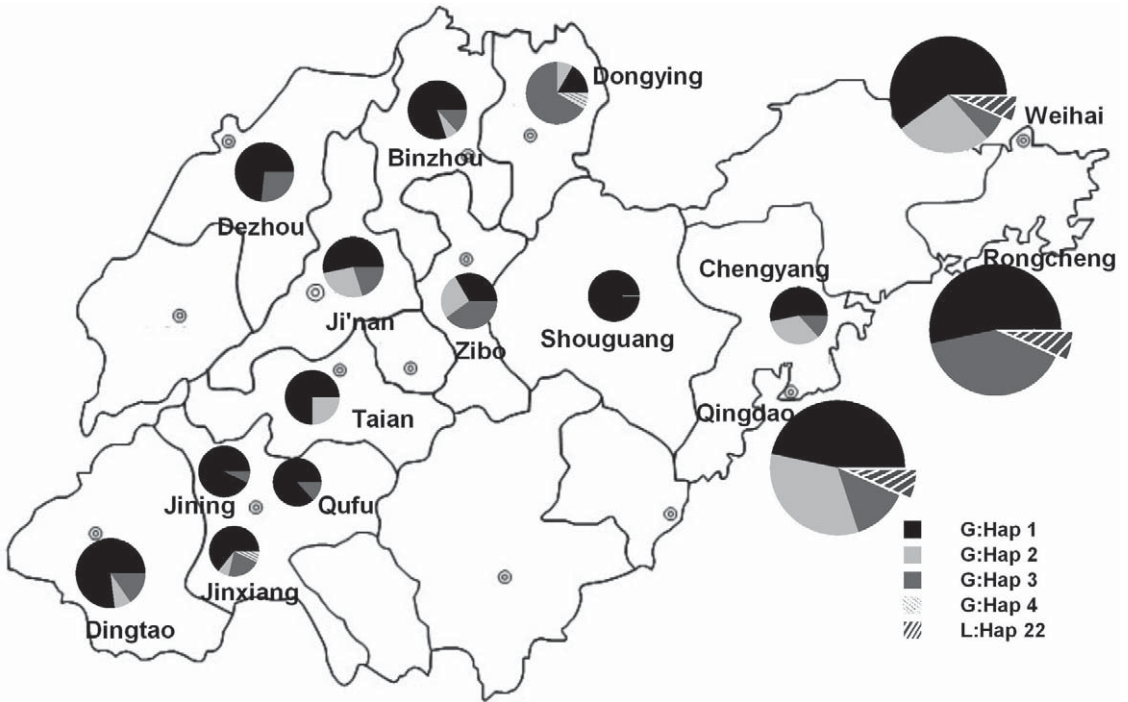 Dongying
Weihai
Binzhou
Dezhou
Rongcheng
Chengyang
Ji'nan
Zibo
Shouguang
Taian
Qingdao
Jining
Qufu
Jinxiang
Dingtao
G:Hap 1
G:Hap 2
G:Hap 3
G:Hap 4
L:Hap 22